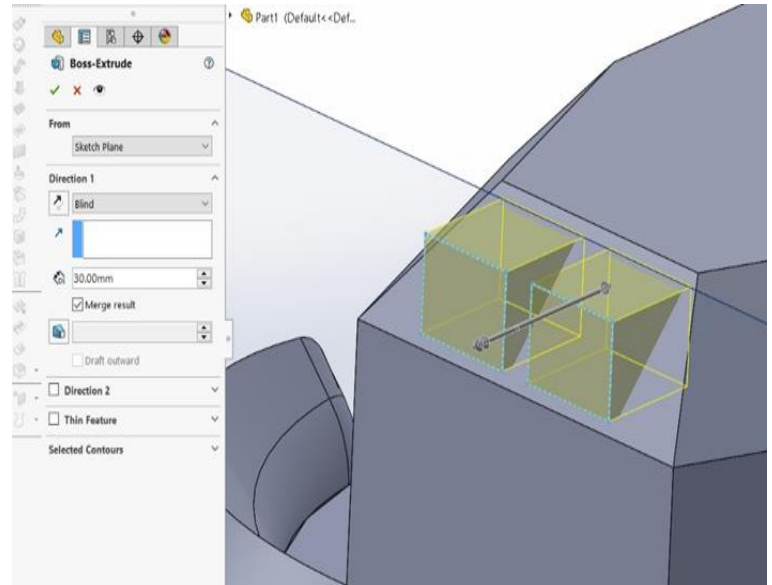 Part1 (Default<<Def...
Boss-Extrude
From
Sketch Plane
Direction 1
Blind
30.00mm
Merge result
Draft outward
Direction 2
Thin Feature
Selected Contours